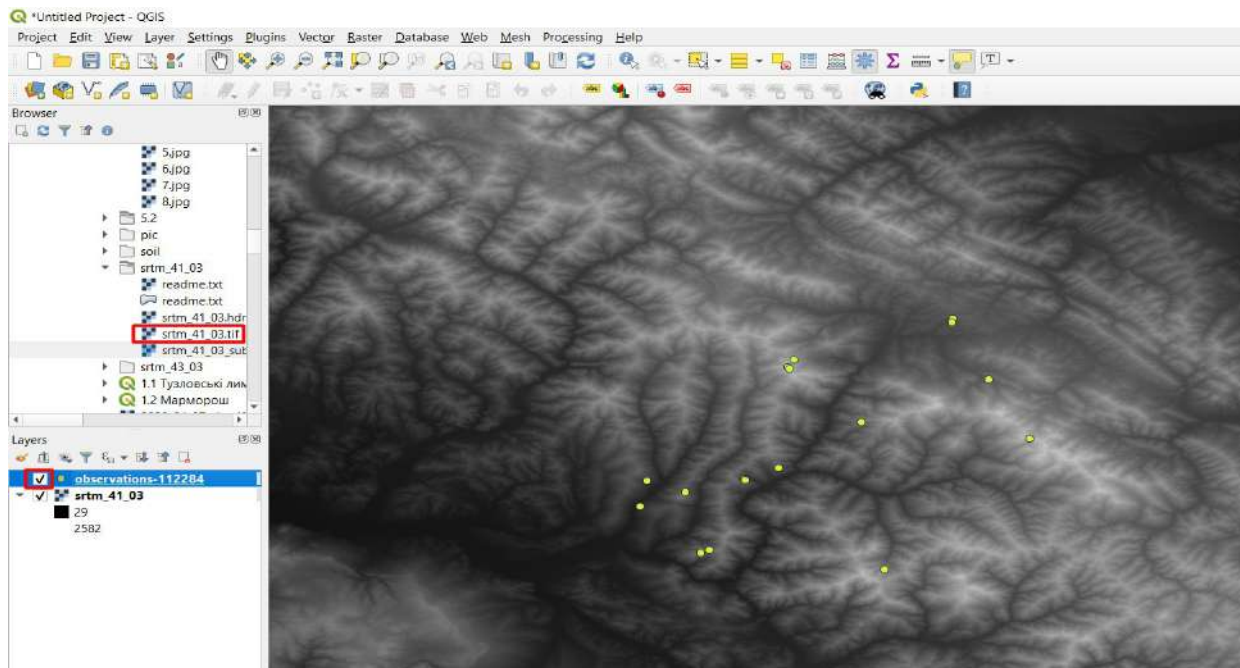 *Untitled Project - QGIS
Project Edit View Layer Settings Plugins Vector Raster Database Web Mesh Processing Help
Browser
5.jpg
6.jpg
7.jpg
8.jpg
5.2
pic
soil
srtm_41_03
readme.txt
readme.txt
srtm_41_03.hdr
srtm_41_03.tif
srtm_41_03_sub
srtm_43_03
1.1 Тузловські лим
1.2 Марморош
Layers
observations-112284
srtm_41_03
29
2582